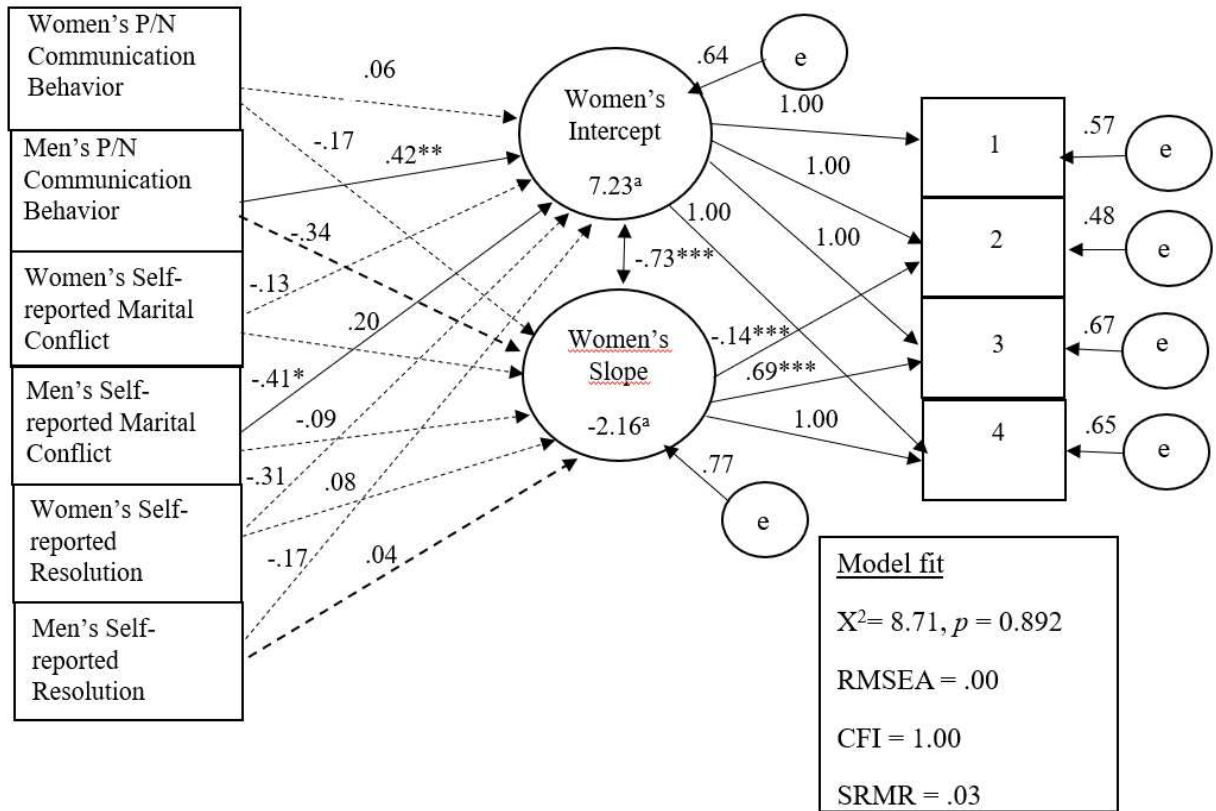 Women’s P/N
Communication
Behavior
Men’s P/N
Communication
Behavior
Women’s Self-
reported Marital
Conflict
Men’s Self-
reported Marital
Conflict
Women’s Self-
reported
Resolution
Men’s Self-
reported
Resolution
.06
-.17
.42**
-.34
-.13
.20
-.41*
-.09
-.31
.08
-.17
.04
Women’s
Intercept
7.23ᵃ
.64
e
-.73***
Women’s
Slope
-2.16ᵃ
.77
e
1.00
1.00
1.00
1.00
-.14***
.69***
1.00
1
2
3
4
.57
e
.48
e
.67
e
.65
e
Model fit
X²= 8.71, p = 0.892
RMSEA = .00
CFI = 1.00
SRMR = .03